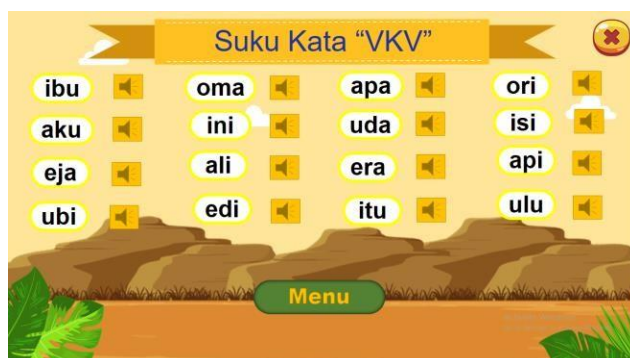 Suku Kata “VKV”
ibu oma apa ori
aku ini uda isi
eja ali era api
ubi edi itu ulu
Menu